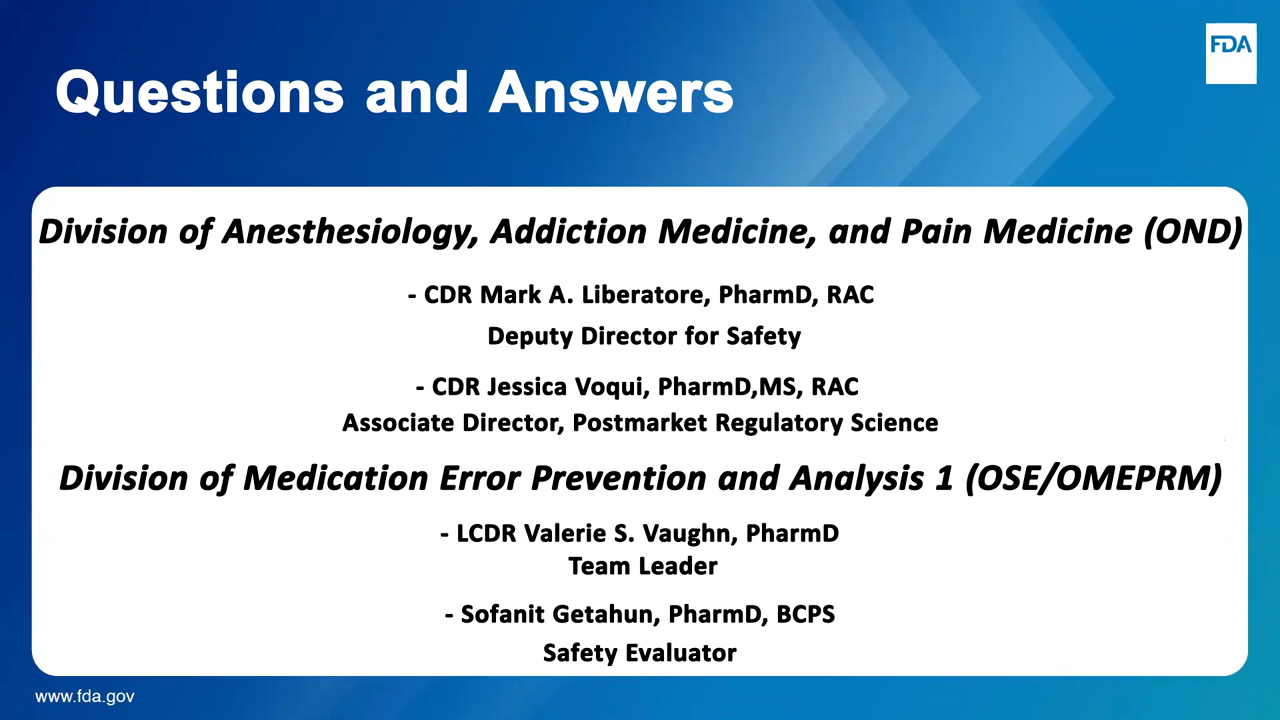 FDA
Questions and Answers
Division of Anesthesiology, Addiction Medicine, and Pain Medicine (OND)
- CDR Mark A. Liberatore, PharmD, RAC
Deputy Director for Safety
- CDR Jessica Voqui, PharmD,MS, RAC
Associate Director, Postmarket Regulatory Science
Division of Medication Error Prevention and Analysis 1 (OSE/OMEPRM)
- LCDR Valerie S. Vaughn, PharmD
Team Leader
- Sofanit Getahun, PharmD, BCPS
Safety Evaluator
www.fda.gov